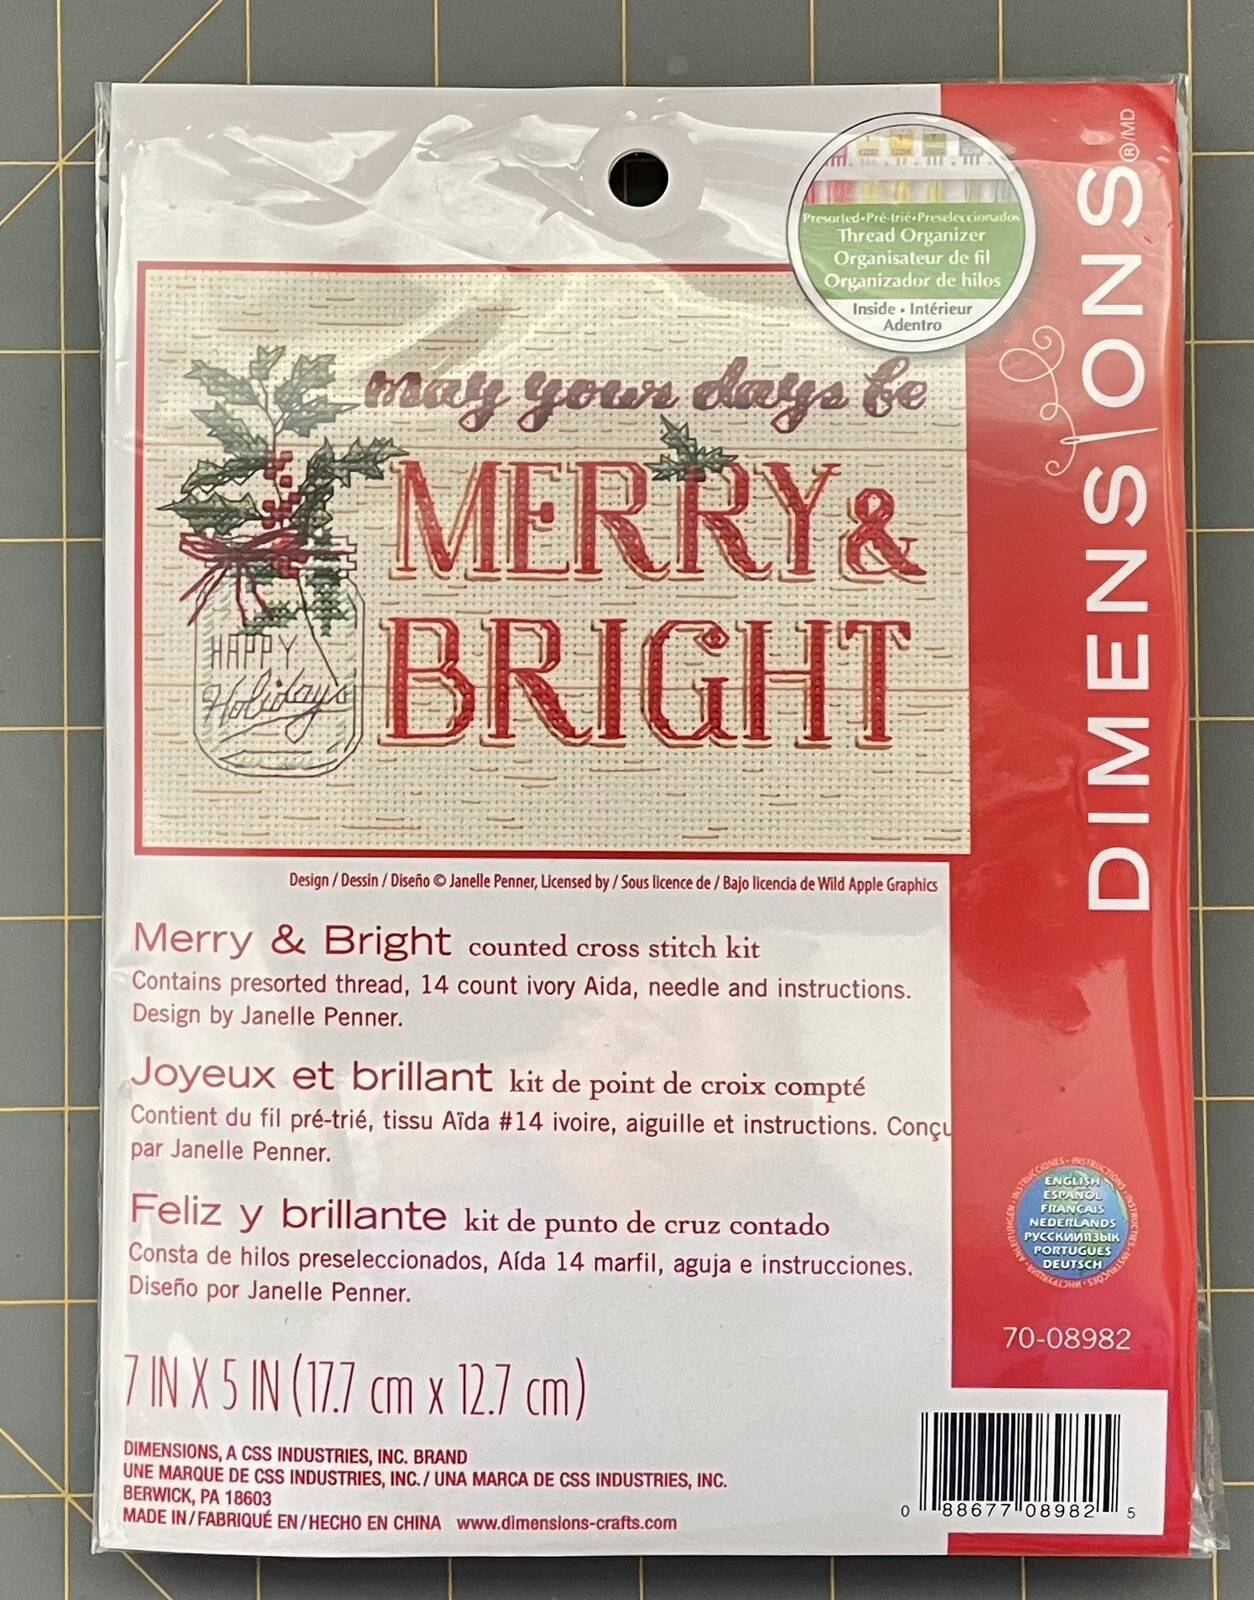 Presorted•Pré-trié•Preseleccionados
Thread Organizer
Organisateur de fil
Organizador de hilos
Inside • Intérieur
Adentro
DIMENSIONS®/MD
may your days be
MERRY &
BRIGHT
HAPPY
Holidays
Design / Dessin / Diseño © Janelle Penner, Licensed by / Sous licence de / Bajo licencia de Wild Apple Graphics
Merry & Bright counted cross stitch kit
Contains presorted thread, 14 count ivory Aida, needle and instructions.
Design by Janelle Penner.
Joyeux et brillant kit de point de croix compté
Contient du fil pré-trié, tissu Aïda #14 ivoire, aiguille et instructions. Conçu
par Janelle Penner.
Feliz y brillante kit de punto de cruz contado
Consta de hilos preseleccionados, Aída 14 marfil, aguja e instrucciones.
Diseño por Janelle Penner.
INSTRUCCIONES • INSTRUCTIONS • INSTRUCTIES • INSTRUÇÕES • ИНСТРУКЦИЯ • ANLEITUNGEN •
ENGLISH
ESPAÑOL
FRANÇAIS
NEDERLANDS
РУССКИЙЯЗЫК
PORTUGUES
DEUTSCH
70-08982
7 IN X 5 IN (17.7 cm x 12.7 cm)
DIMENSIONS, A CSS INDUSTRIES, INC. BRAND
UNE MARQUE DE CSS INDUSTRIES, INC. / UNA MARCA DE CSS INDUSTRIES, INC.
BERWICK, PA 18603
MADE IN / FABRIQUÉ EN / HECHO EN CHINA www.dimensions-crafts.com
0 88677 08982 5